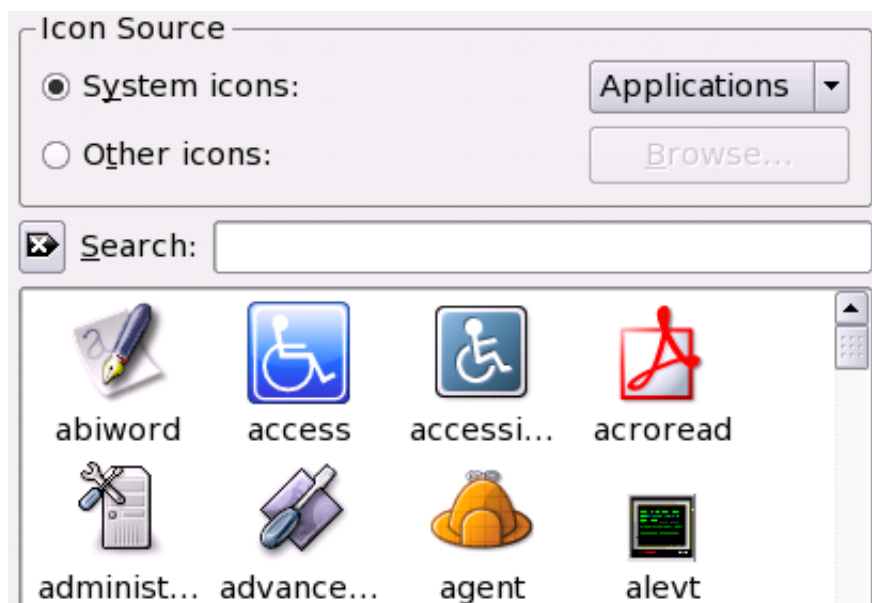 Icon Source
System icons: Applications
Other icons: Browse...
Search:
abiword access accessi... acroread
administ... advance... agent alevt